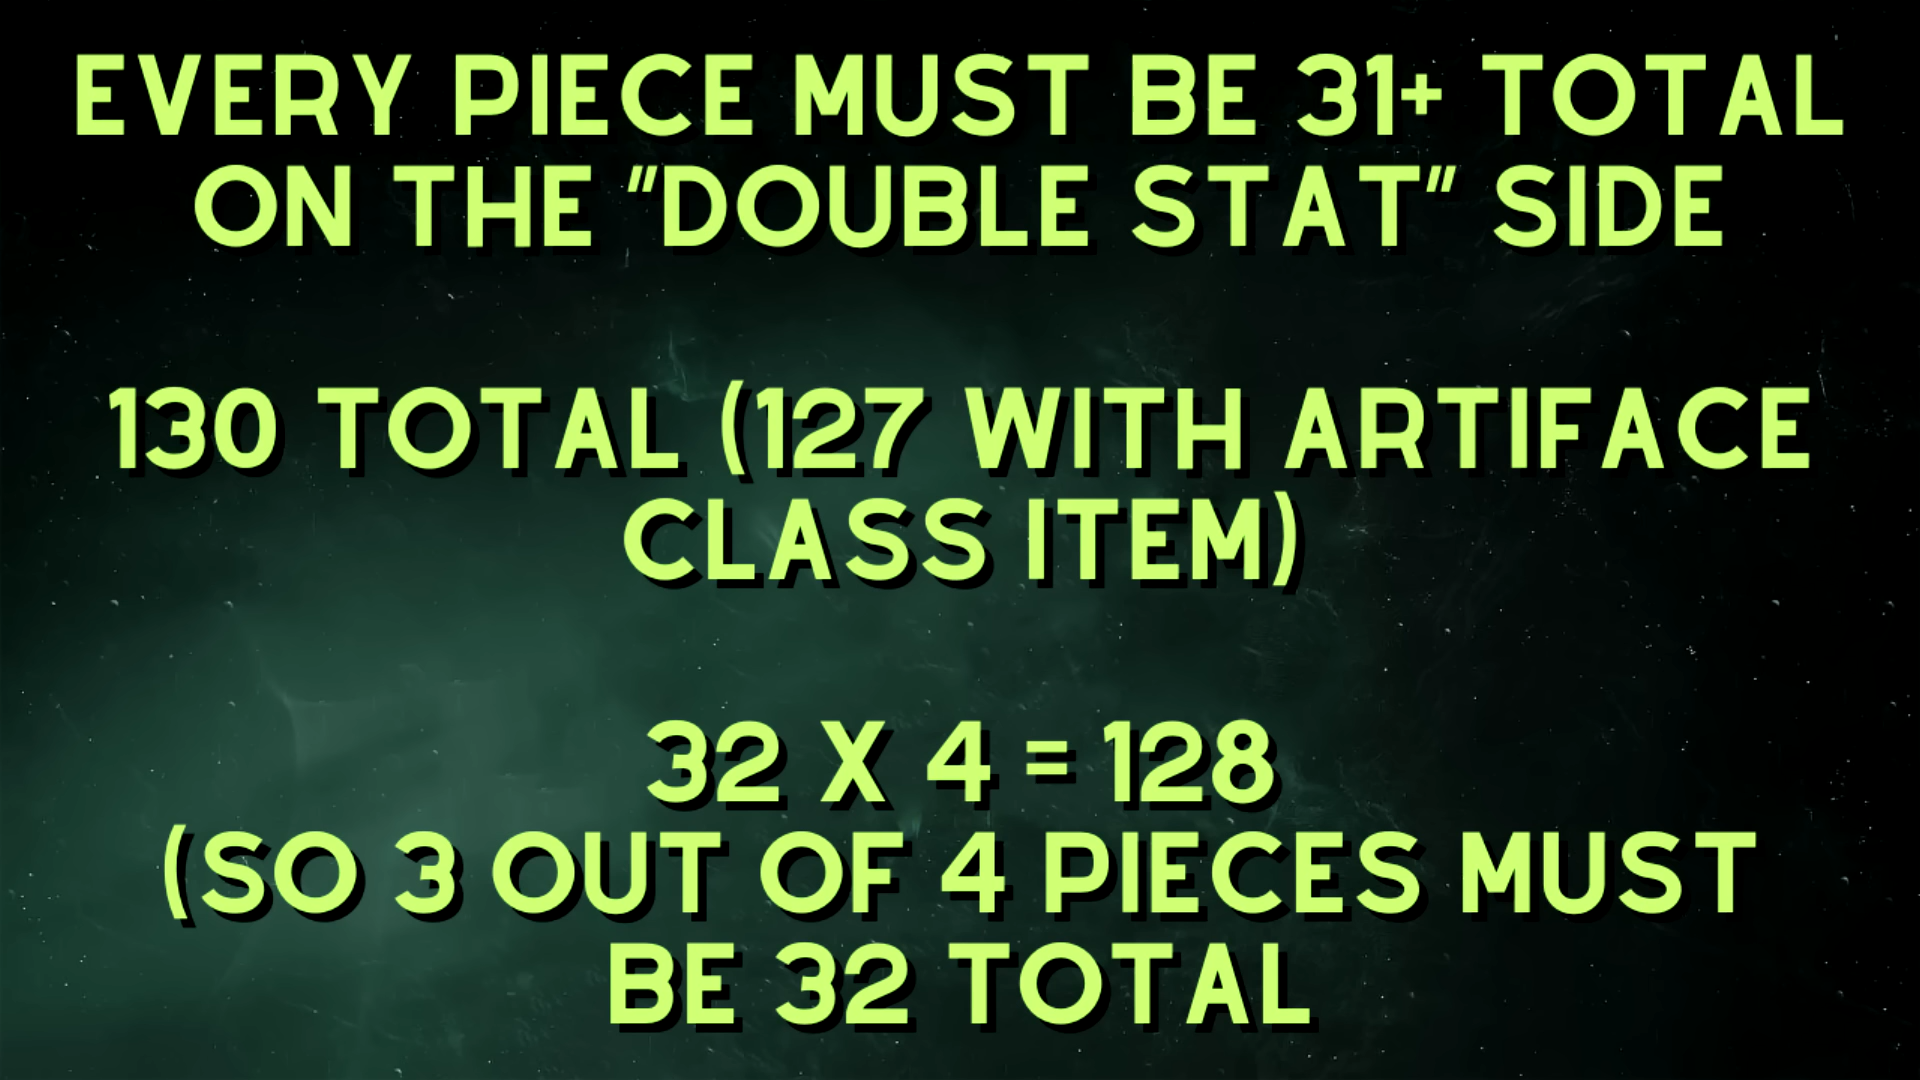 EVERY PIECE MUST BE 31+ TOTAL
ON THE "DOUBLE STAT" SIDE
130 TOTAL (127 WITH ARTIFACE
CLASS ITEM)
32 X 4 = 128
(SO 3 OUT OF 4 PIECES MUST
BE 32 TOTAL